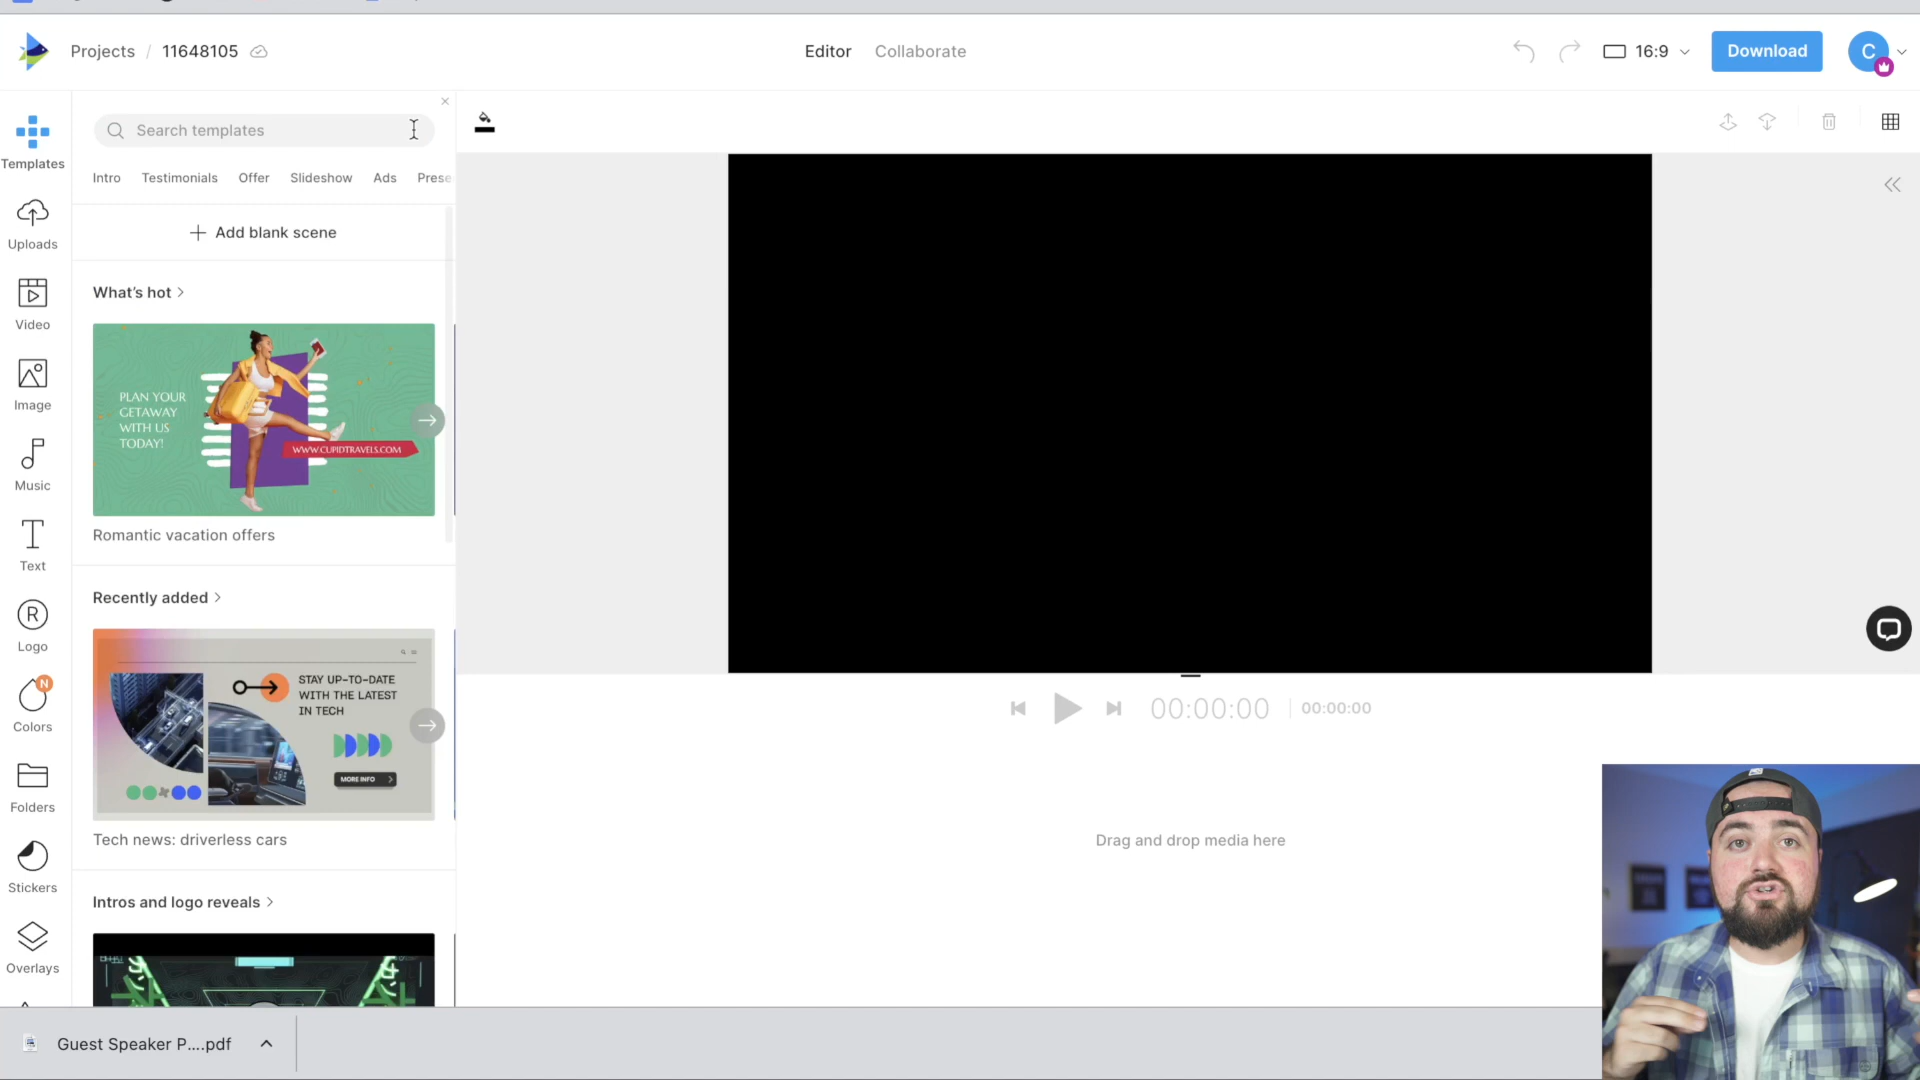 Projects / 11648105
Editor
Collaborate
16:9
Download
C
Templates
Uploads
Video
Image
Music
Text
R
Logo
N
Colors
Folders
Stickers
Overlays
Search templates
Intro
Testimonials
Offer
Slideshow
Ads
Prese
Add blank scene
What's hot
PLAN YOUR
GETAWAY
WITH US
TODAY!
WWW.CUPIDTRAVELS.COM
Romantic vacation offers
Recently added
STAY UP-TO-DATE
WITH THE LATEST
IN TECH
MORE INFO
Tech news: driverless cars
Intros and logo reveals
00:00:00
00:00:00
Drag and drop media here
Guest Speaker P....pdf